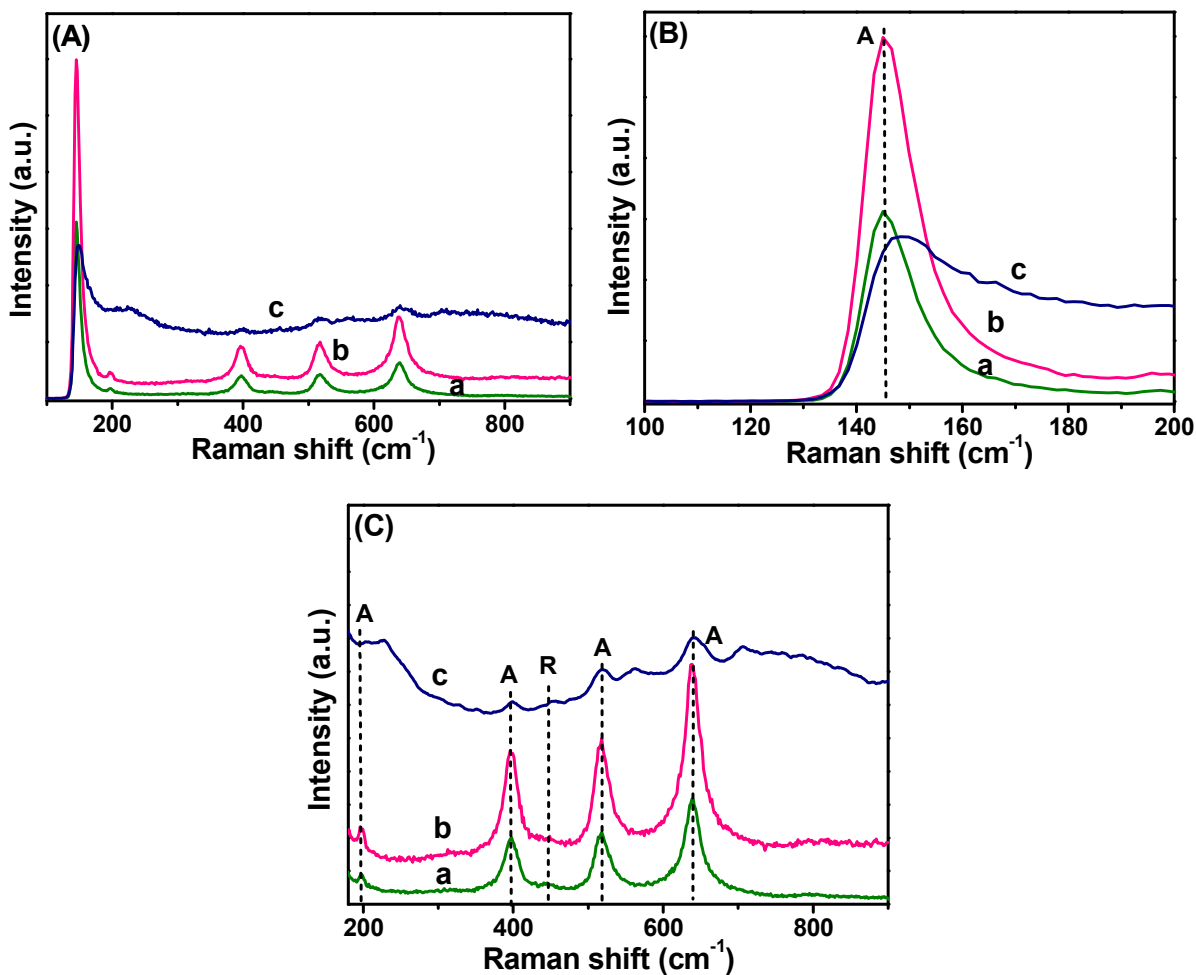 (A)
Intensity (a.u.)
c
b
a
200 400 600 800
Raman shift (cm⁻¹)
(B)
A
Intensity (a.u.)
c
b
a
100 120 140 160 180 200
Raman shift (cm⁻¹)
(C)
Intensity (a.u.)
A
A
R
A
A
c
b
a
200 400 600 800
Raman shift (cm⁻¹)